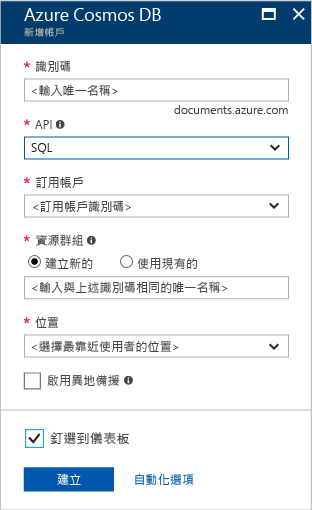 Azure Cosmos DB
新增帳戶
* 識別碼
<輸入唯一名稱>
documents.azure.com
* API
SQL
* 訂用帳戶
<訂用帳戶識別碼>
* 資源群組
建立新的 使用現有的
<輸入與上述識別碼相同的唯一名稱>
* 位置
<選擇最靠近使用者的位置>
啟用異地備援
釘選到儀表板
建立 自動化選項